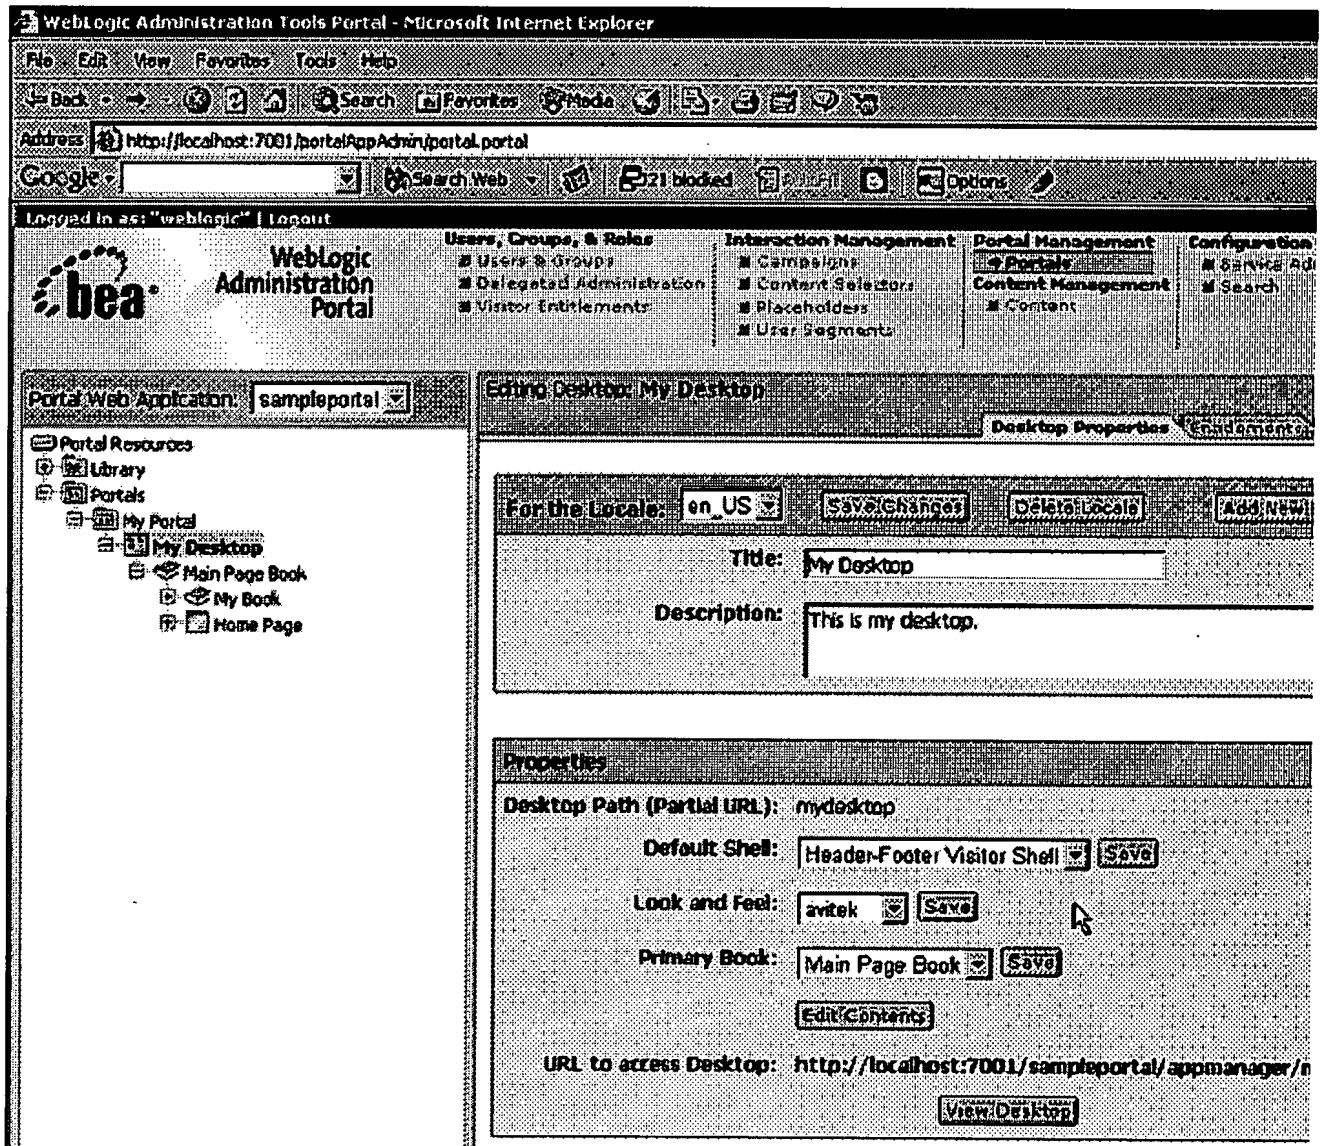 WebLogic Administration Tools Portal - Microsoft Internet Explorer
File Edit View Favorites Tools Help
Back Search Favorites Media
Address http://localhost:7001/portalAppAdmin/portal.portal
Google Search Web 321 blocked AutoFill Options
Logged in as: "weblogic" | Logout
bea
WebLogic
Administration
Portal
Users, Groups, & Roles
Users & Groups
Delegated Administration
Visitor Entitlements
Interaction Management
Campaigns
Content Selectors
Placeholders
User Segments
Portal Management
Portals
Content Management
Content
Configuration
Service Ad
Search
Portal Web Application: sampleportal
Portal Resources
Library
Portals
My Portal
My Desktop
Main Page Book
My Book
Home Page
Editing Desktop: My Desktop
Desktop Properties Entitlements
For the Locale: en_US Save Changes Delete Locale Add New
Title: My Desktop
Description: This is my desktop.
Properties
Desktop Path (Partial URL): mydesktop
Default Shell: Header-Footer Visitor Shell Save
Look and Feel: avitek Save
Primary Book: Main Page Book Save
Edit Contents
URL to access Desktop: http://localhost:7001/sampleportal/appmanager/
View Desktop